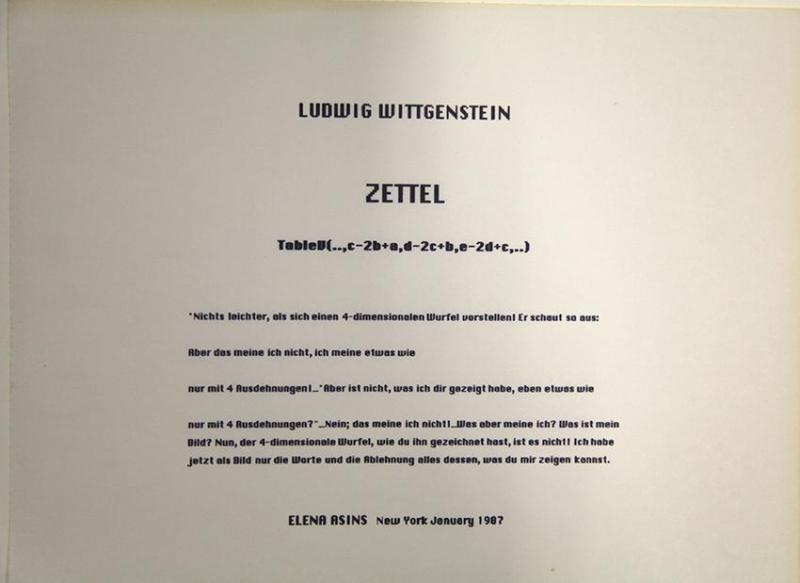 LUDWIG WITTGENSTEIN
ZETTEL
TableV(..,c-2b+a,d-2c+b,e-2d+c,..)
"Nichts leichter, als sich einen 4-dimensionalen Wurfel vorstellen! Er schaut so aus:
Aber das meine ich nicht, ich meine etwas wie
nur mit 4 Ausdehnungen!_"Aber ist nicht, was ich dir gezeigt habe, eben etwas wie
nur mit 4 Ausdehnungen?"_Nein; das meine ich nicht!_Was aber meine ich? Was ist mein
Bild? Nun, der 4-dimensionale Wurfel, wie du ihn gezeichnet hast, ist es nicht! Ich habe
jetzt als Bild nur die Worte und die Ablehnung alles dessen, was du mir zeigen kannst.
ELENA ASINS New York January 1987